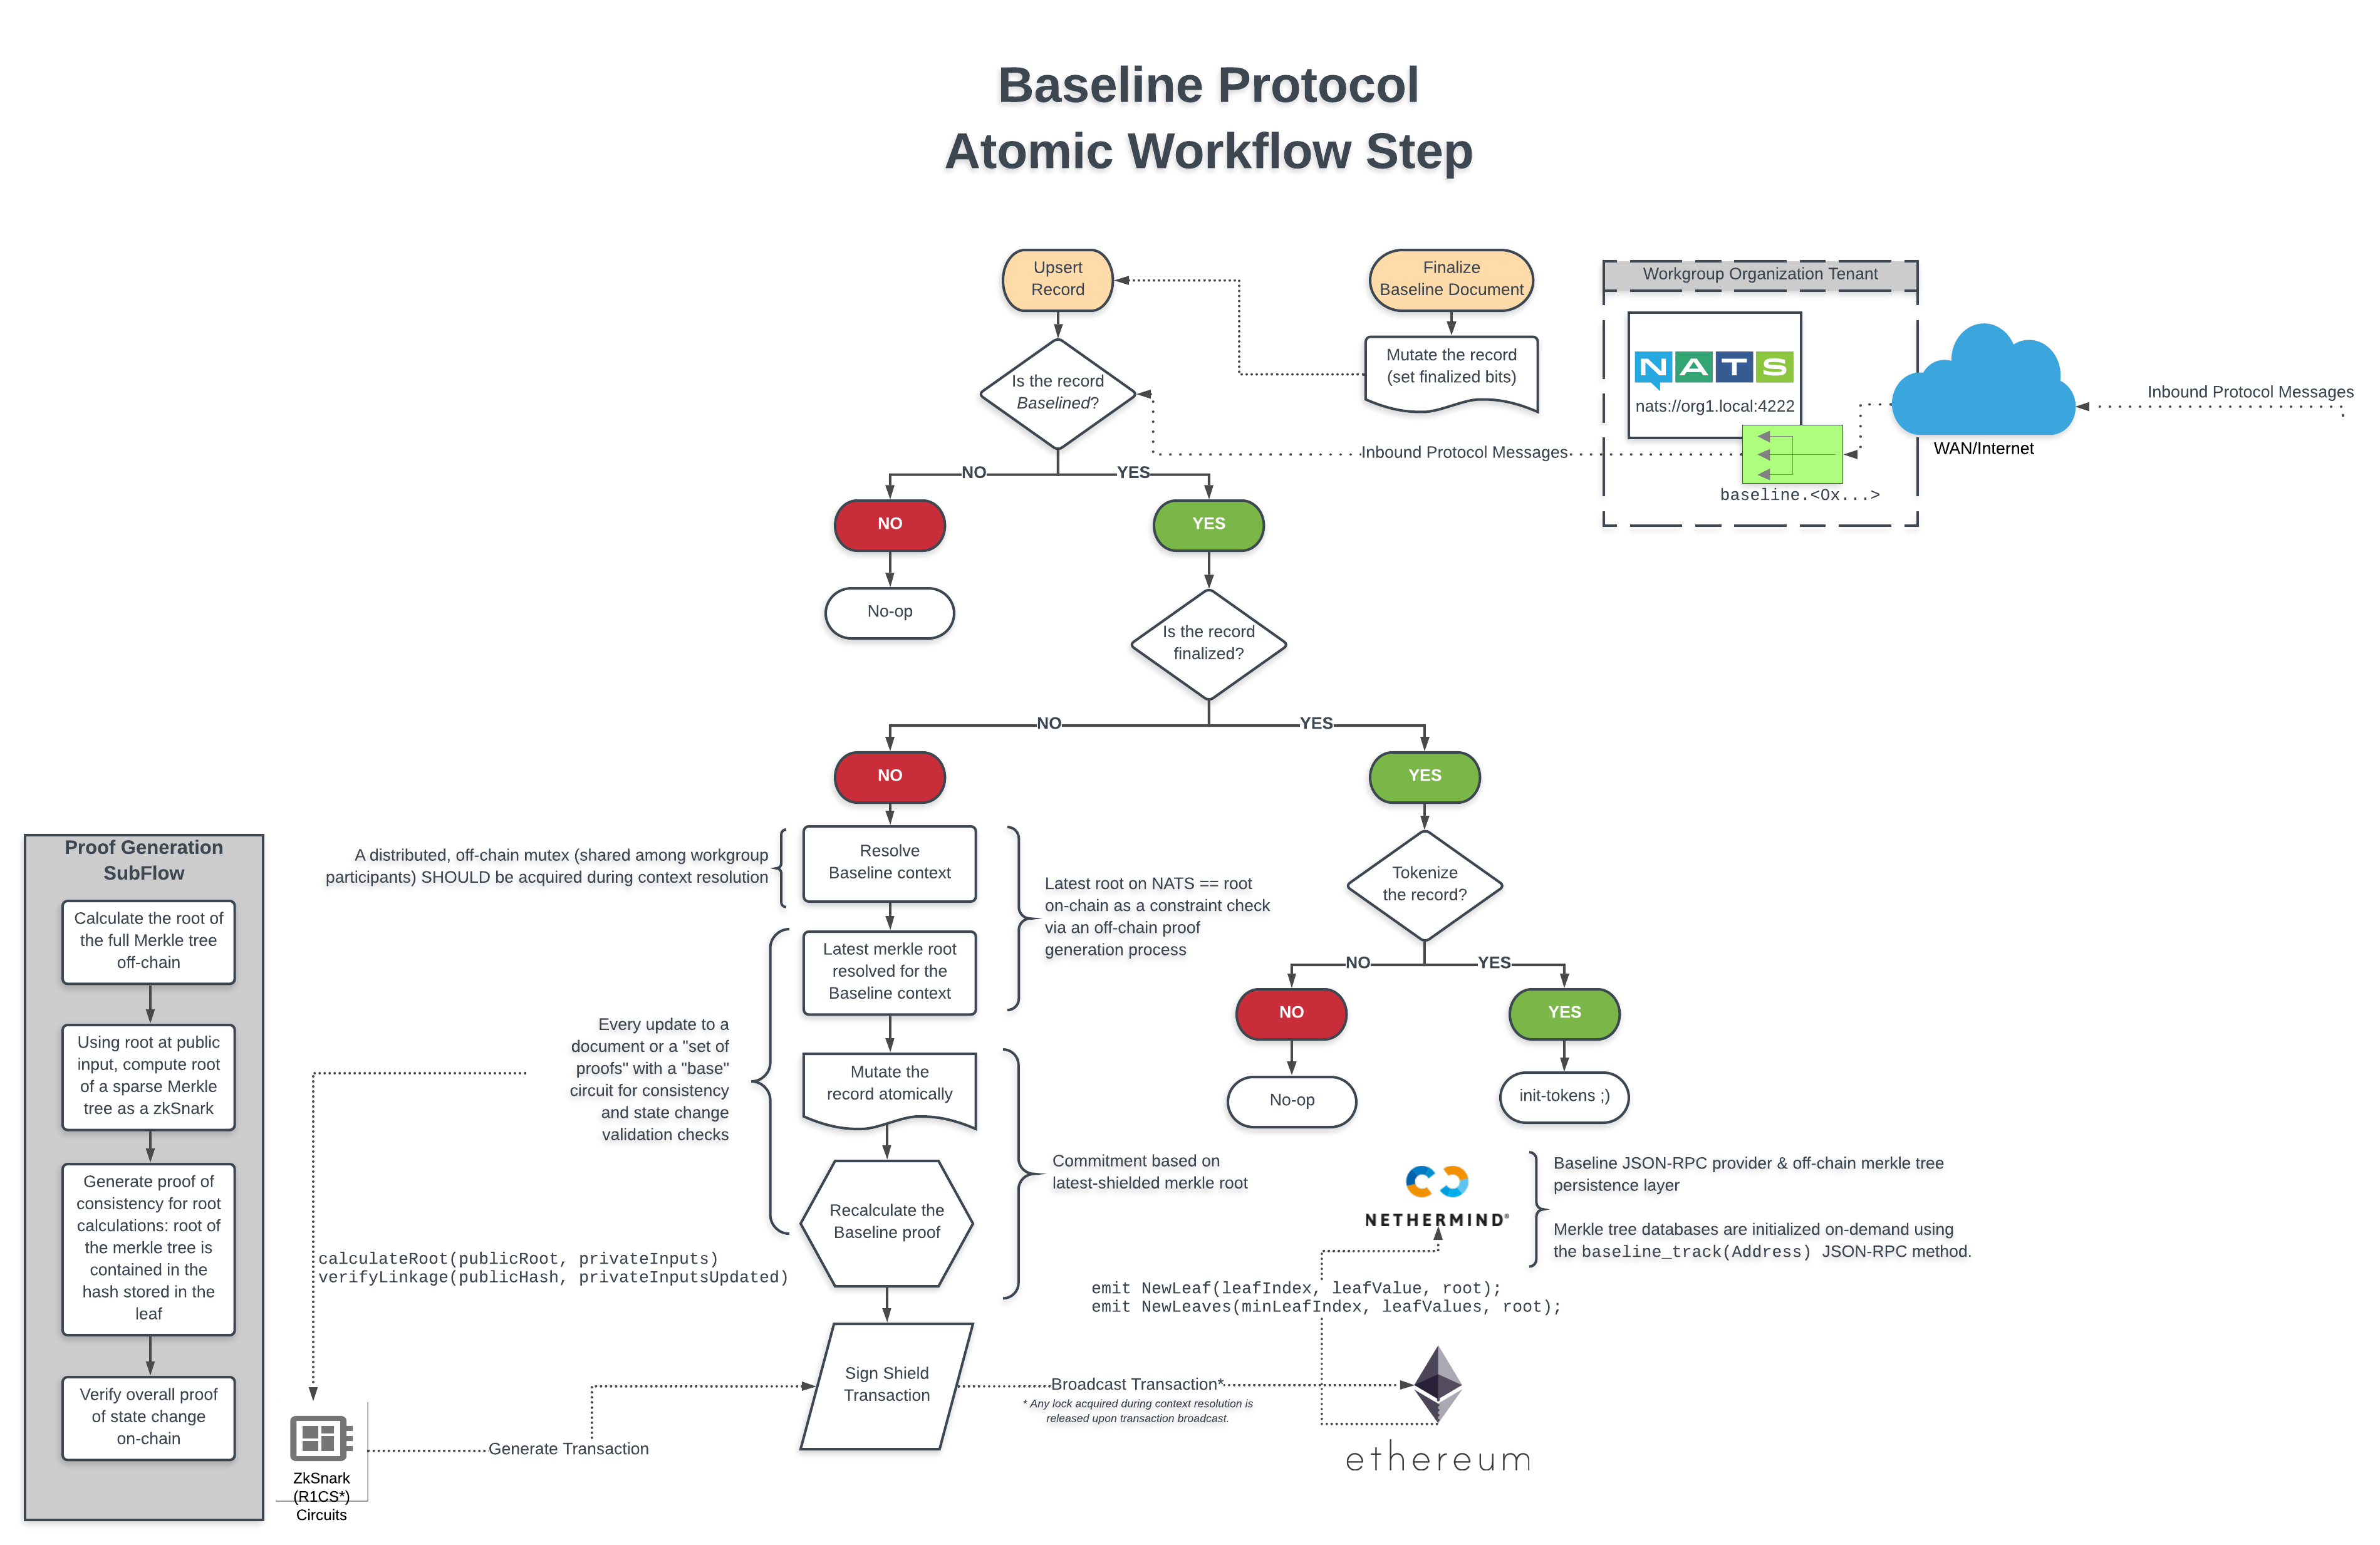 Baseline Protocol
Atomic Workflow Step
Upsert
Record
Finalize
Baseline Document
Workgroup Organization Tenant
Mutate the record
(set finalized bits)
NATS
nats://org1.local:4222
Is the record
Baselined?
Inbound Protocol Messages
WAN/Internet
Inbound Protocol Messages
baseline.<0x...>
NO
YES
NO
YES
No-op
Is the record
finalized?
NO
YES
NO
YES
Proof Generation
SubFlow
Calculate the root of
the full Merkle tree
off-chain
Using root at public
input, compute root
of a sparse Merkle
tree as a zkSnark
Generate proof of
consistency for root
calculations: root of
the merkle tree is
contained in the
hash stored in the
leaf
Verify overall proof
of state change
on-chain
A distributed, off-chain mutex (shared among workgroup
participants) SHOULD be acquired during context resolution
Resolve
Baseline context
Latest merkle root
resolved for the
Baseline context
Latest root on NATS == root
on-chain as a constraint check
via an off-chain proof
generation process
Tokenize
the record?
NO
YES
NO
YES
No-op
init-tokens ;)
Every update to a
document or a "set of
proofs" with a "base"
circuit for consistency
and state change
validation checks
Mutate the
record atomically
Recalculate the
Baseline proof
Commitment based on
latest-shielded merkle root
NETHERMIND®
Baseline JSON-RPC provider & off-chain merkle tree
persistence layer
Merkle tree databases are initialized on-demand using
the baseline_track(Address) JSON-RPC method.
calculateRoot(publicRoot, privateInputs)
verifyLinkage(publicHash, privateInputsUpdated)
emit NewLeaf(leafIndex, leafValue, root);
emit NewLeaves(minLeafIndex, leafValues, root);
Sign Shield
Transaction
Broadcast Transaction*
* Any lock acquired during context resolution is
released upon transaction broadcast.
Generate Transaction
ethereum
ZkSnark
(R1CS*)
Circuits